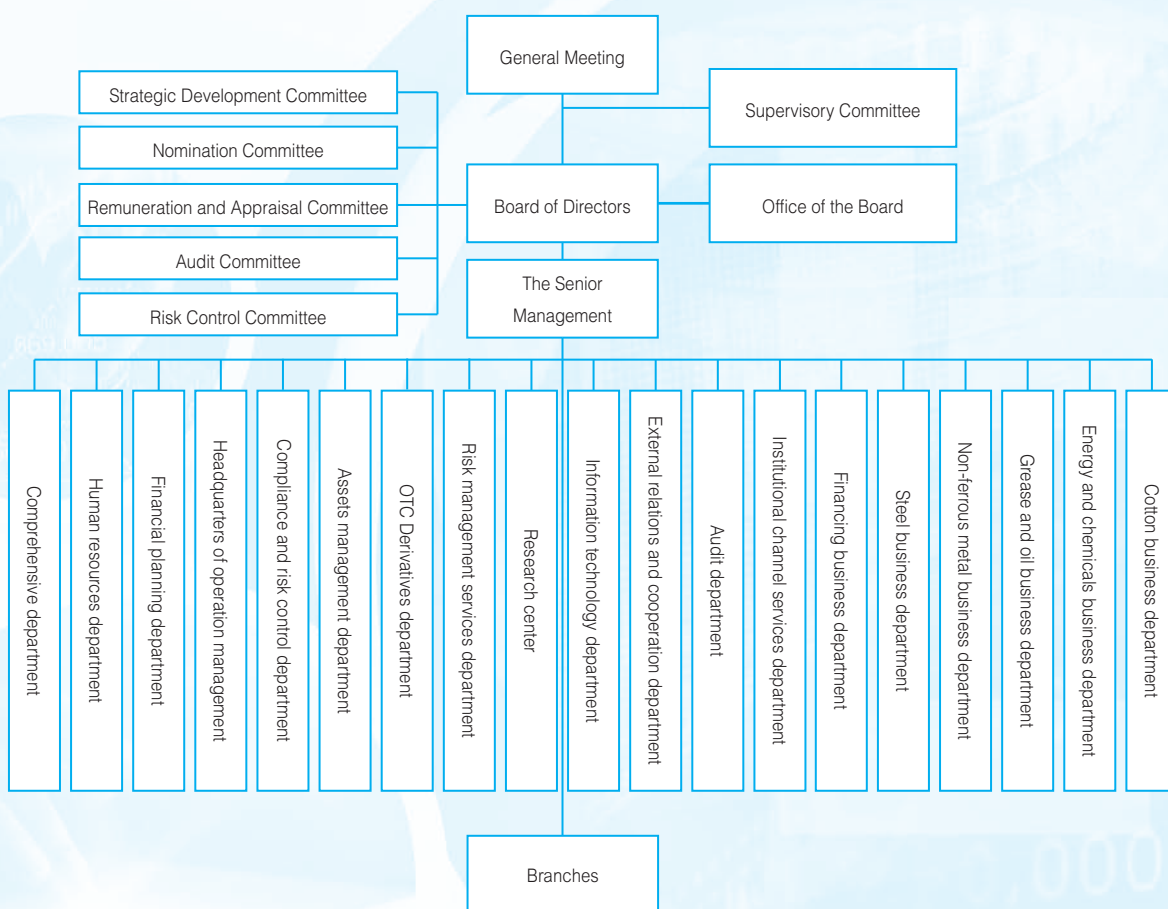 General Meeting
Strategic Development Committee
Supervisory Committee
Nomination Committee
Remuneration and Appraisal Committee
Board of Directors
Office of the Board
Audit Committee
The Senior
Management
Risk Control Committee
Comprehensive department
Human resources department
Financial planning department
Headquarters of operation management
Compliance and risk control department
Assets management department
OTC Derivatives department
Risk management services department
Research center
Information technology department
External relations and cooperation department
Audit department
Institutional channel services department
Financing business department
Steel business department
Non-ferrous metal business department
Grease and oil business department
Energy and chemicals business department
Cotton business department
Branches